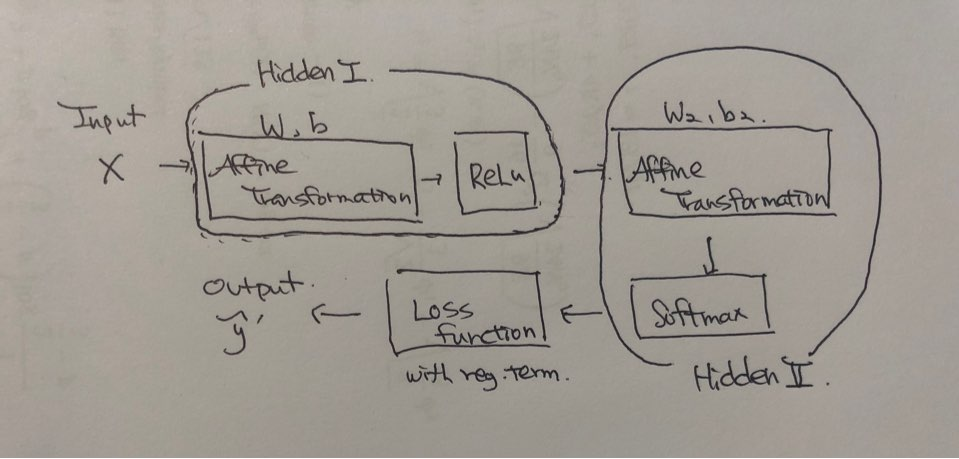 Hidden I.
Input
X
W, b
Affine
Transformation
ReLu
W2, b2.
Affine
Transformation
Softmax
Hidden II.
Loss
function
with reg. term.
Output.
ŷ'